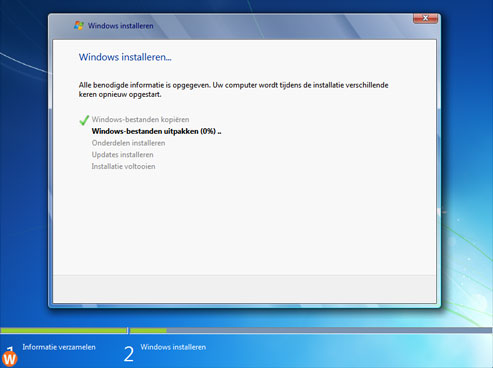 Windows installeren
Windows installeren...
Alle benodigde informatie is opgegeven. Uw computer wordt tijdens de installatie verschillende
keren opnieuw opgestart.
Windows-bestanden kopiëren
Windows-bestanden uitpakken (0%) ..
Onderdelen installeren
Updates installeren
Installatie voltooien
1 Informatie verzamelen
2 Windows installeren
W